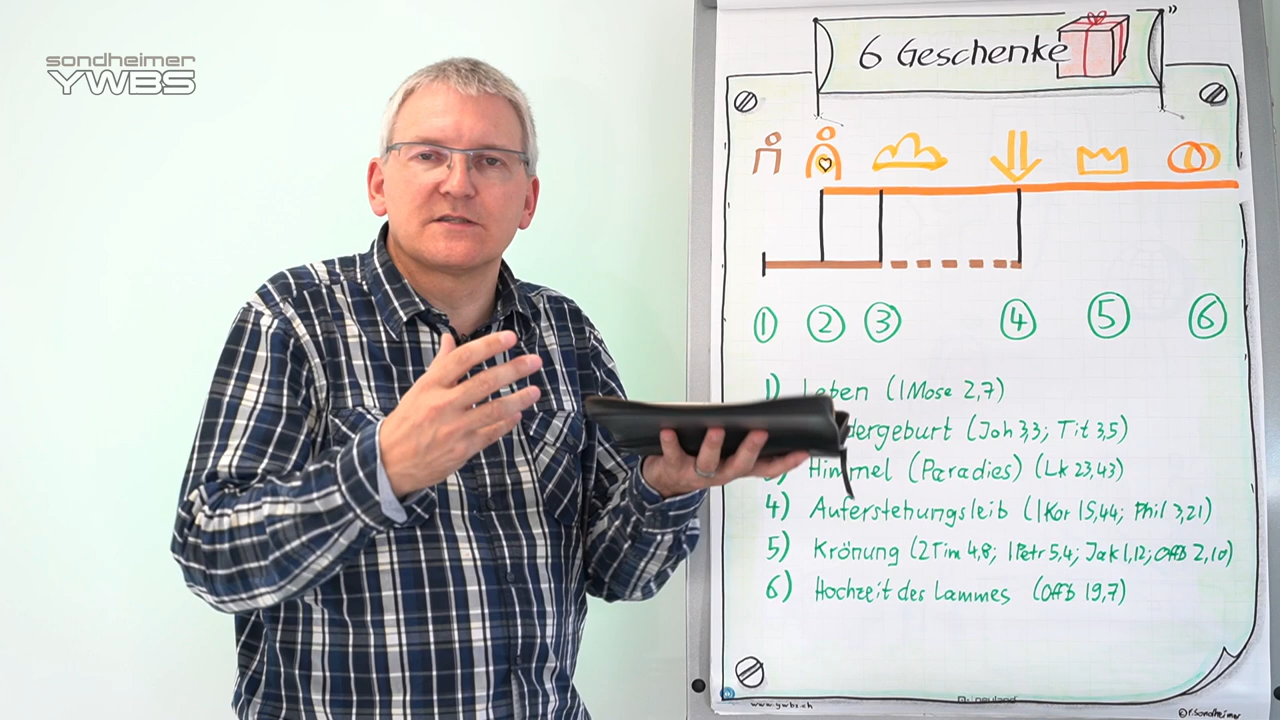 sondheimer
YWBS
6 Geschenke
1 2 3 4 5 6
1) Leben (1Mose 2,7)
dergeburt (Joh 3,3; Tit 3,5)
Himmel (Paradies) (Lk 23,43)
4) Auferstehungsleib (1Kor 15,44; Phil 3,21)
5) Krönung (2Tim 4,8; 1Petr 5,4; Jak 1,12; Offb 2,10)
6) Hochzeit des Lammes (Offb 19,7)
neuland
www.ywbs.ch
©P.Sondheimer